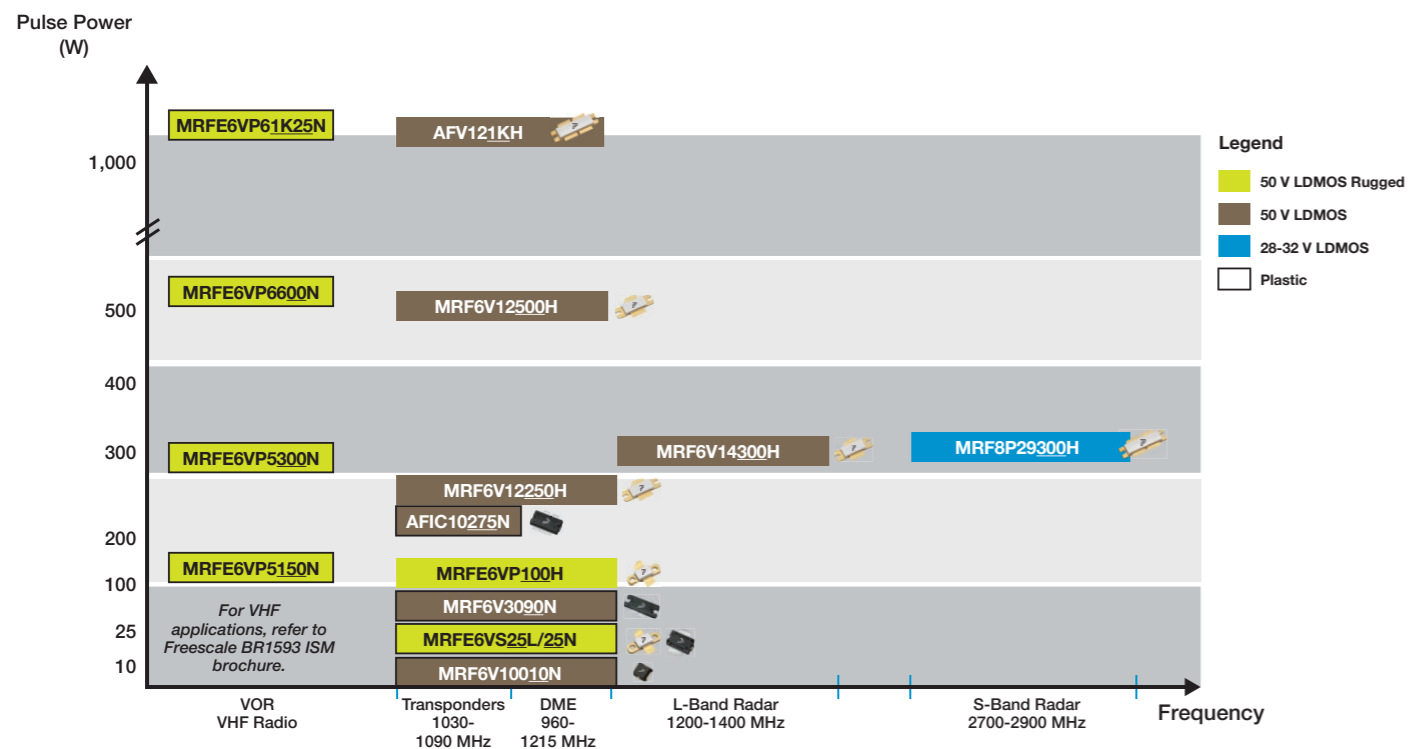 Pulse Power
(W)
MRFE6VP61K25N
AFV121KH
1,000
Legend
50 V LDMOS Rugged
50 V LDMOS
28-32 V LDMOS
Plastic
MRFE6VP6600N
MRF6V12500H
500
400
300
MRFE6VP5300N
MRF6V14300H
MRF8P29300H
MRF6V12250H
AFIC10275N
200
MRFE6VP5150N
MRFE6VP100H
100
For VHF
applications, refer to
Freescale BR1593 ISM
brochure.
MRF6V3090N
25
MRFE6VS25L/25N
10
MRF6V10010N
VOR
VHF Radio
Transponders
1030-
1090 MHz
DME
960-
1215 MHz
L-Band Radar
1200-1400 MHz
S-Band Radar
2700-2900 MHz
Frequency